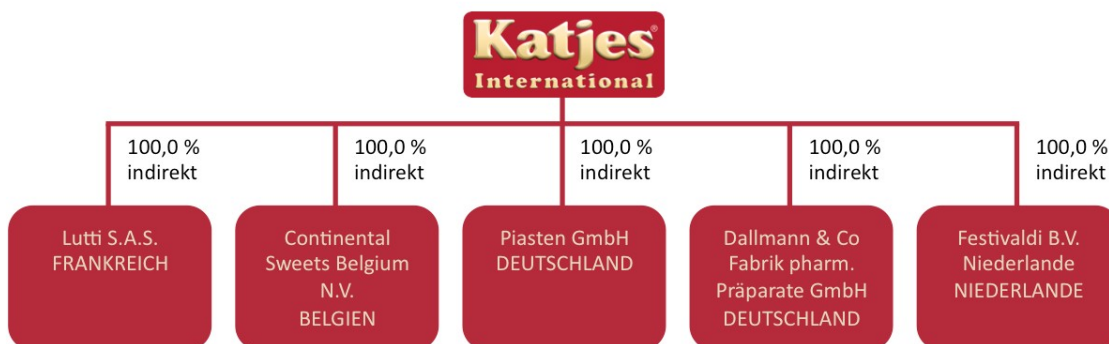 Katjes®
International
100,0 %
indirekt
100,0 %
indirekt
100,0 %
indirekt
100,0 %
indirekt
100,0 %
indirekt
Lutti S.A.S.
FRANKREICH
Continental
Sweets Belgium
N.V.
BELGIEN
Piasten GmbH
DEUTSCHLAND
Dallmann & Co
Fabrik pharm.
Präparate GmbH
DEUTSCHLAND
Festivaldi B.V.
Niederlande
NIEDERLANDE